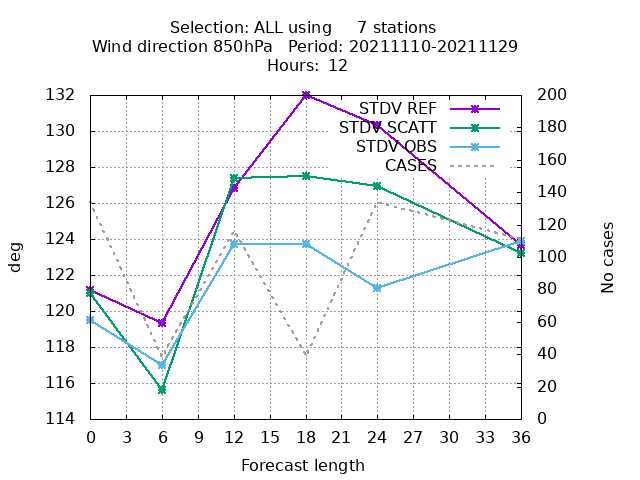 Selection: ALL using 7 stations
Wind direction 850hPa Period: 20211110-20211129
Hours: 12
132 200
STDV REF
130 180
STDV SCATT
STDV OBS
128 160
CASES
126 140
124 120
deg
No cases
122 100
120 80
118 60
116 40
114 20
0
0 3 6 9 12 15 18 21 24 27 30 33 36
Forecast length